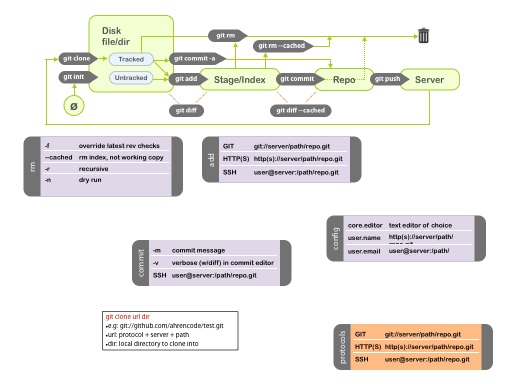 Disk
file/dir
git rm
git rm --cached
git clone
Tracked
git commit -a
git init
Untracked
git add
Stage/Index
git commit
Repo
git push
Server
ø
git diff
git diff --cached
rm
-f override latest rev checks
--cached rm index, not working copy
-r recursive
-n dry run
add
GIT git://server/path/repo.git
HTTP(S) http(s)://server/path/repo.git
SSH user@server:/path/repo.git
config
core.editor text editor of choice
user.name http(s)://server/path/
user.email user@server:/path/
commit
-m commit message
-v verbose (w/diff) in commit editor
SSH user@server:/path/repo.git
git clone url dir
•e.g: git://github.com/ahrencode/test.git
•url: protocol + server + path
•dir: local directory to clone into
protocols
GIT git://server/path/repo.git
HTTP(S) http(s)://server/path/repo.git
SSH user@server:/path/repo.git